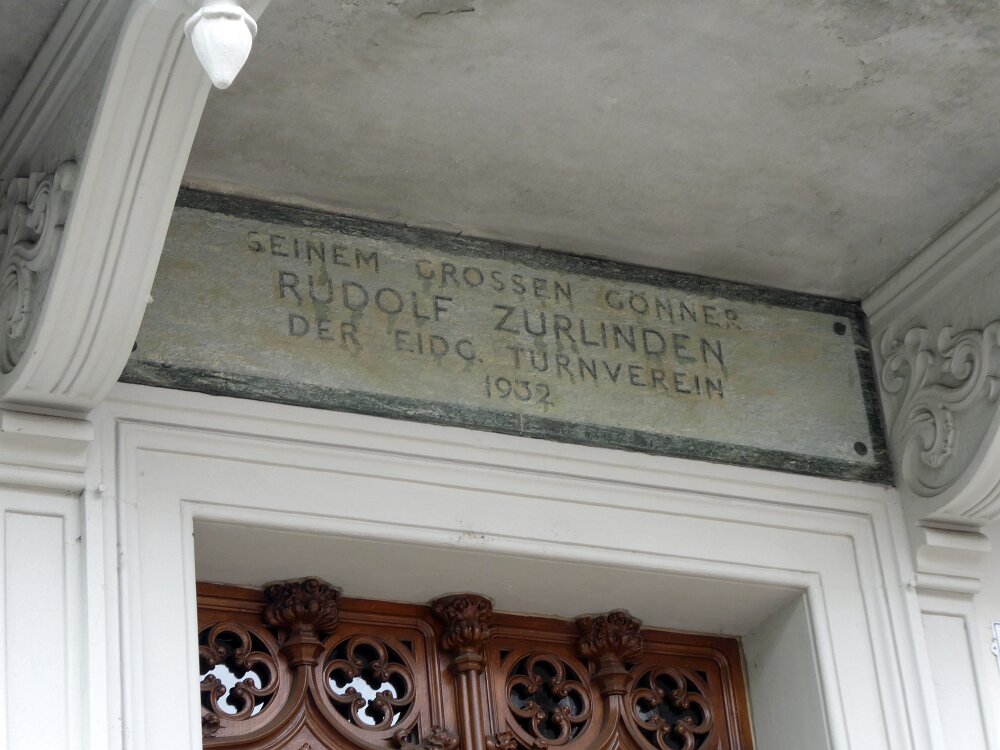 SEINEM GROSSEN GÖNNER
RUDOLF ZURLINDEN
DER EIDG. TURNVEREIN
1932